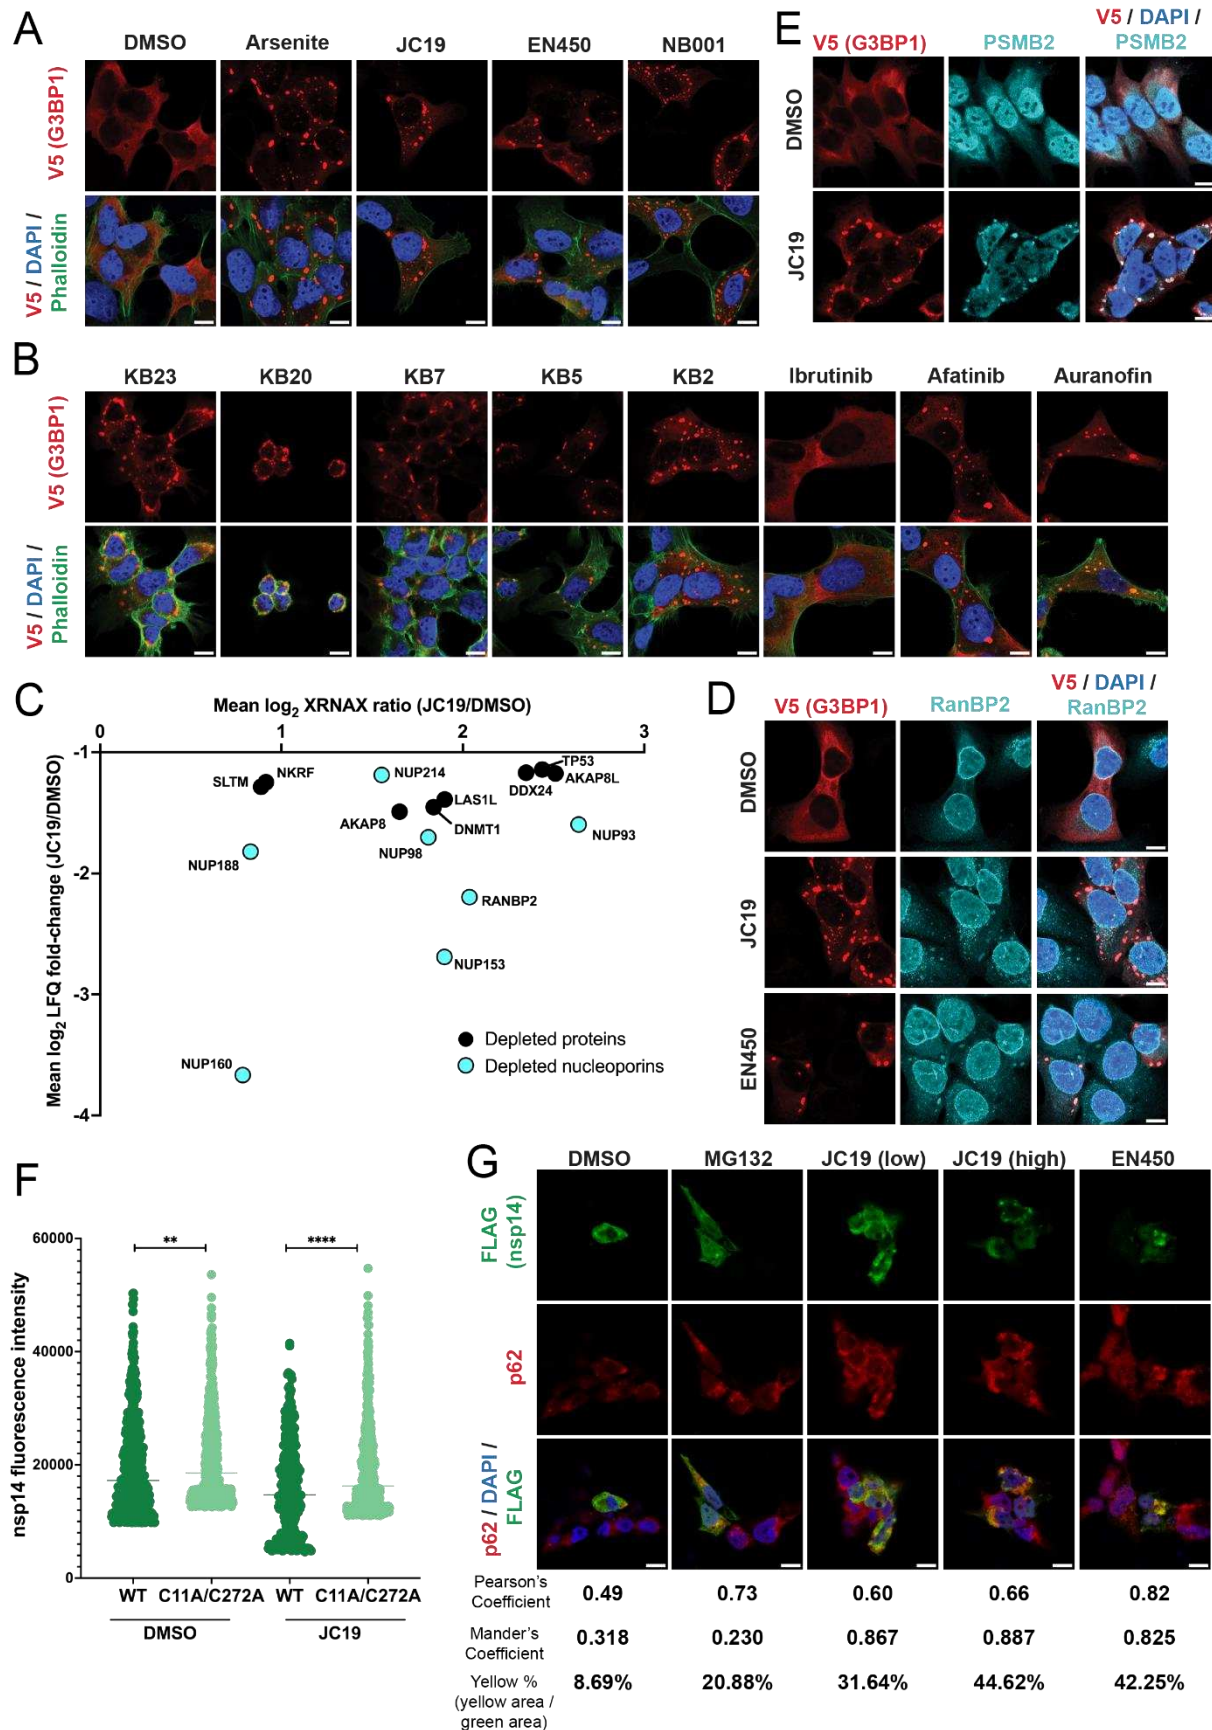 A
DMSO
Arsenite
JC19
EN450
NB001
V5 (G3BP1)
V5 / DAPI /
Phalloidin
B
KB23
KB20
KB7
KB5
KB2
Ibrutinib
Afatinib
Auranofin
V5 (G3BP1)
V5 / DAPI /
Phalloidin
E
V5 (G3BP1)
PSMB2
V5 / DAPI /
PSMB2
DMSO
JC19
C
Mean log2 XRNAX ratio (JC19/DMSO)
0
1
2
3
-1
-2
-3
-4
Mean log2 LFQ fold-change (JC19/DMSO)
SLTM
NKRF
NUP214
TP53
DDX24
AKAP8L
LAS1L
AKAP8
DNMT1
NUP93
NUP98
NUP188
RANBP2
NUP153
NUP160
Depleted proteins
Depleted nucleoporins
D
V5 (G3BP1)
RanBP2
V5 / DAPI /
RanBP2
DMSO
JC19
EN450
F
nsp14 fluorescence intensity
60000
40000
20000
0
**
****
WT
C11A/C272A
WT
C11A/C272A
DMSO
JC19
G
DMSO
MG132
JC19 (low)
JC19 (high)
EN450
FLAG
(nsp14)
p62
p62 / DAPI /
FLAG
Pearson's
Coefficient
0.49
0.73
0.60
0.66
0.82
Mander's
Coefficient
0.318
0.230
0.867
0.887
0.825
Yellow %
(yellow area /
green area)
8.69%
20.88%
31.64%
44.62%
42.25%